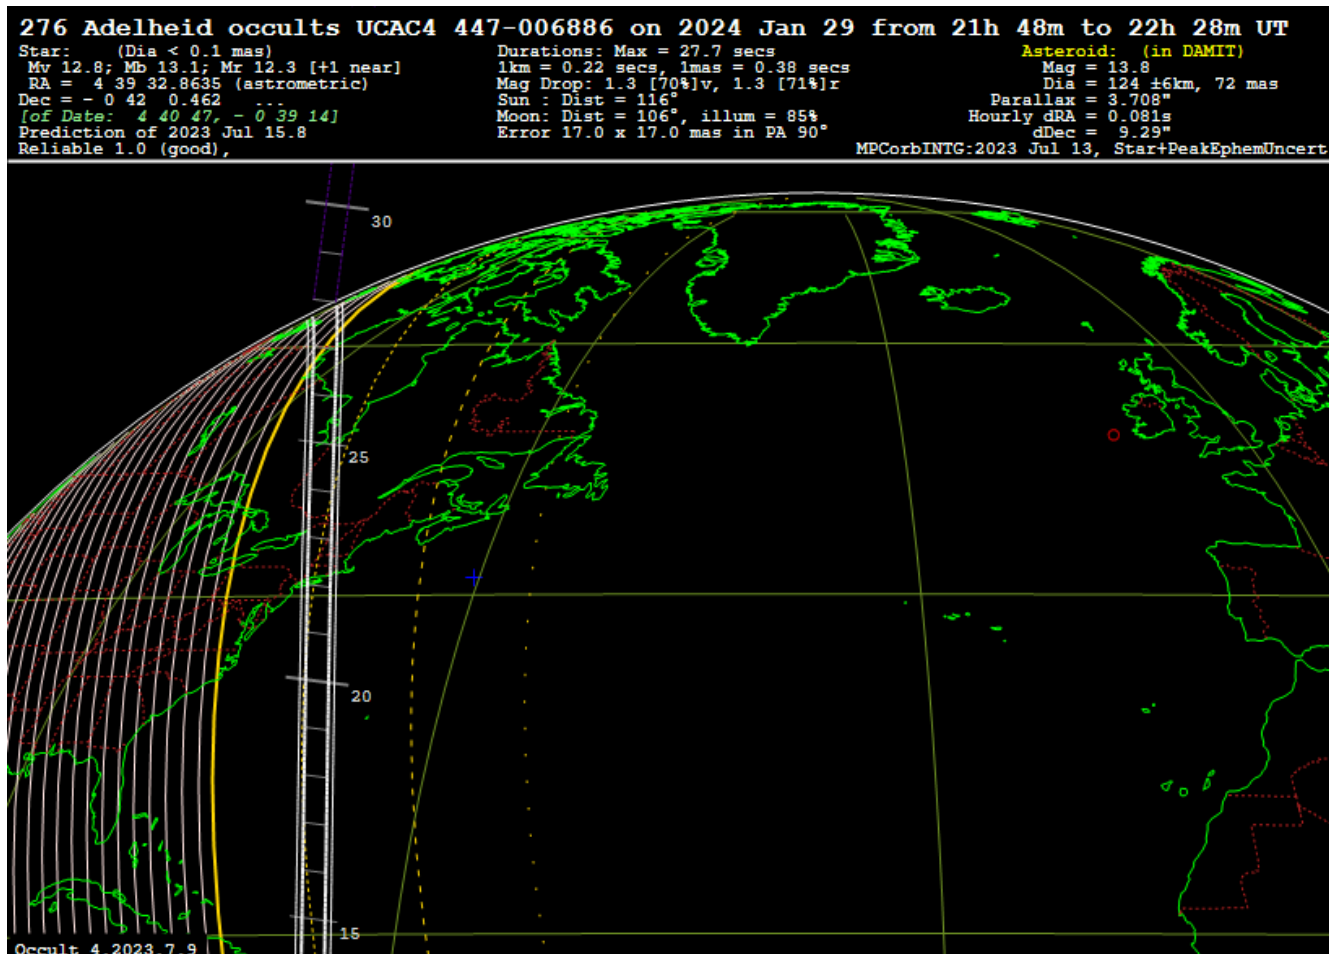 276 Adelheid occults UCAC4 447-006886 on 2024 Jan 29 from 21h 48m to 22h 28m UT
Star:    (Dia < 0.1 mas)
Mv 12.8; Mb 13.1; Mr 12.3 [+1 near]
RA =  4 39 32.8635 (astrometric)
Dec = - 0 42  0.462   ...
[of Date:  4 40 47, - 0 39 14]
Prediction of 2023 Jul 15.8
Reliable 1.0 (good),
Durations: Max = 27.7 secs
1km = 0.22 secs, 1mas = 0.38 secs
Mag Drop: 1.3 [70%]v, 1.3 [71%]r
Sun : Dist = 116°
Moon: Dist = 106°, illum = 85%
Error 17.0 x 17.0 mas in PA 90°
Asteroid:  (in DAMIT)
Mag = 13.8
Dia = 124 ±6km, 72 mas
Parallax = 3.708"
Hourly dRA = 0.081s
dDec =  9.29"
MPCorbINTG:2023 Jul 13, Star+PeakEphemUncert
30
25
20
15
Occult 4.2023.7.9